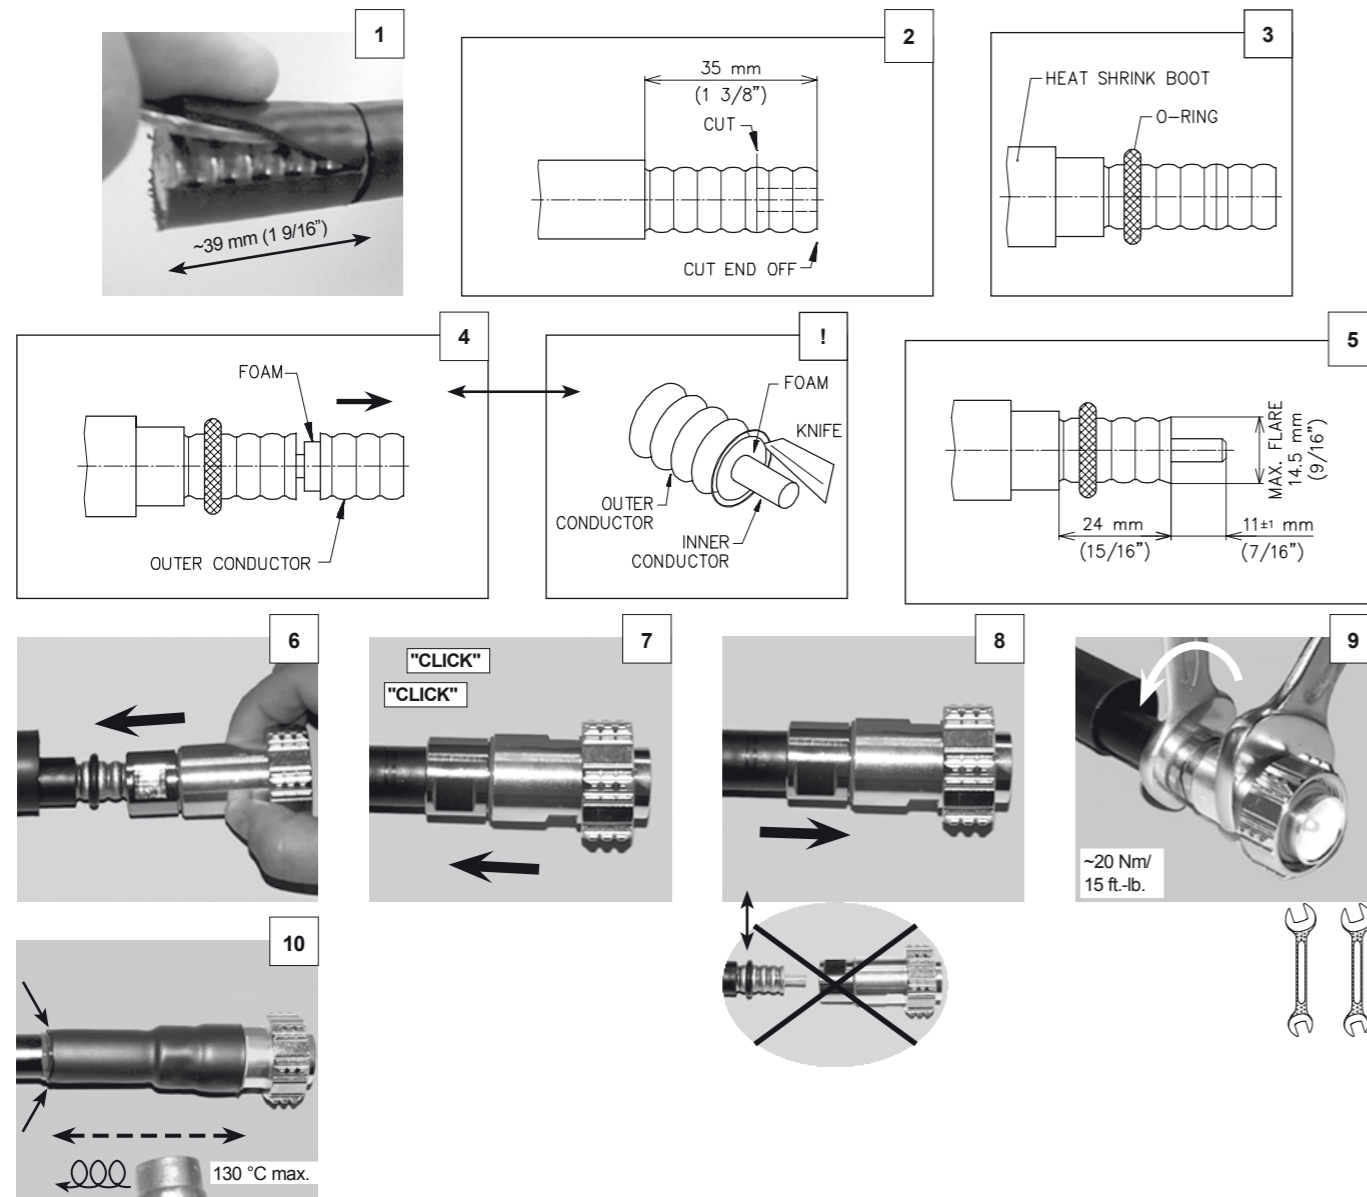 1
~39 mm (1 9/16")
2
35 mm
(1 3/8")
CUT
CUT END OFF
3
HEAT SHRINK BOOT
O-RING
4
FOAM
OUTER CONDUCTOR
!
FOAM
KNIFE
OUTER
CONDUCTOR
INNER
CONDUCTOR
5
MAX. FLARE
14.5 mm
(9/16")
24 mm
(15/16")
11±1 mm
(7/16")
6
7
"CLICK"
"CLICK"
8
9
~20 Nm/
15 ft.-lb.
10
130 °C max.